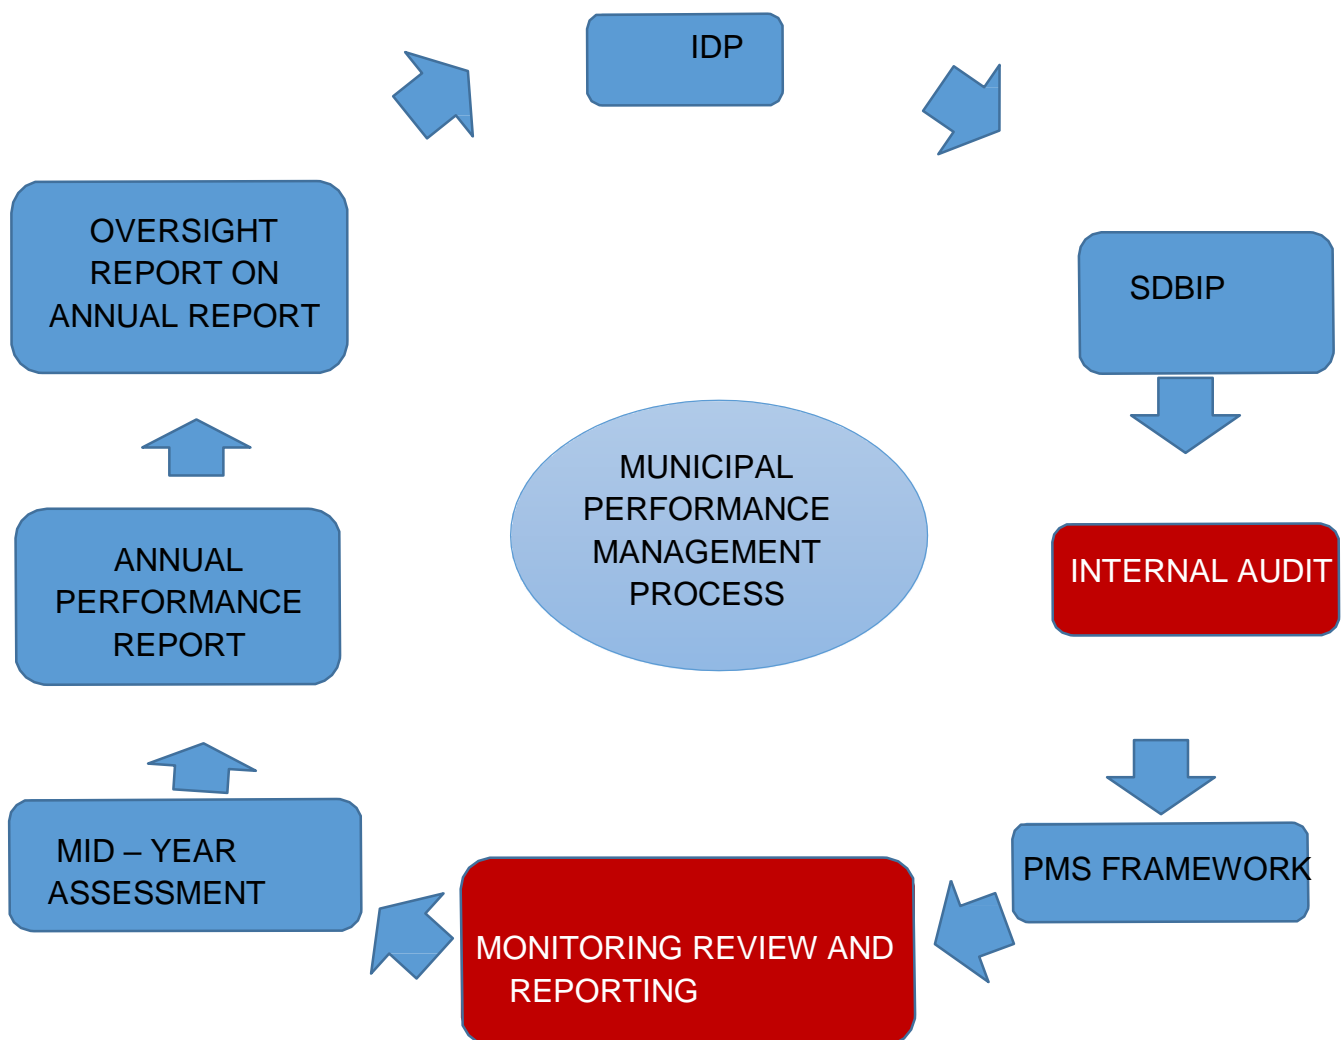 IDP
OVERSIGHT
REPORT ON
ANNUAL REPORT
SDBIP
MUNICIPAL
PERFORMANCE
MANAGEMENT
PROCESS
ANNUAL
PERFORMANCE
REPORT
INTERNAL AUDIT
MID – YEAR
ASSESSMENT
PMS FRAMEWORK
MONITORING REVIEW AND
REPORTING